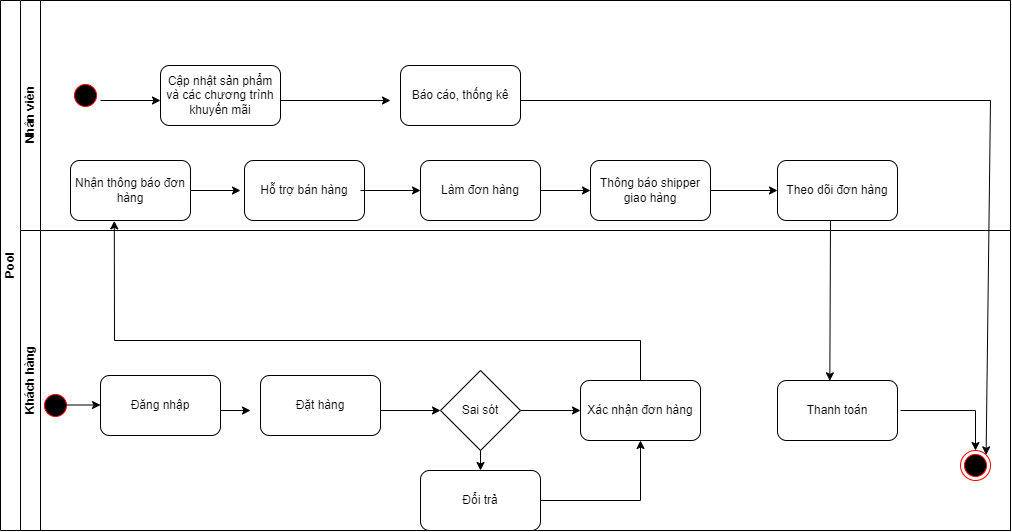 Pool
Nhân viên
Cập nhật sản phẩm
và các chương trình
khuyến mãi
Báo cáo, thống kê
Nhận thông báo đơn
hàng
Hỗ trợ bán hàng
Làm đơn hàng
Thông báo shipper
giao hàng
Theo dõi đơn hàng
Khách hàng
Đăng nhập
Đặt hàng
Sai sót
Xác nhận đơn hàng
Thanh toán
Đổi trả